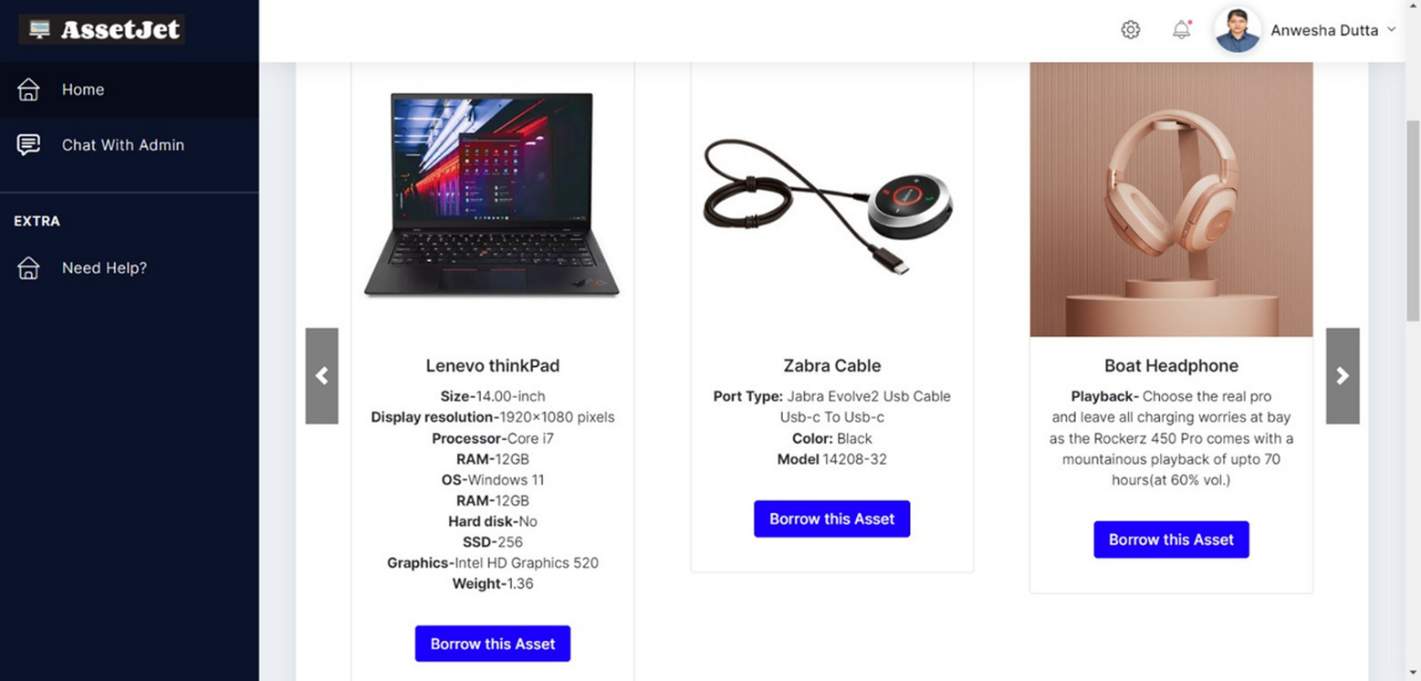 AssetJet
Anwesha Dutta
Home
Chat With Admin
EXTRA
Need Help?
Lenevo thinkPad
Size-14.00-inch
Display resolution-1920×1080 pixels
Processor-Core i7
RAM-12GB
OS-Windows 11
RAM-12GB
Hard disk-No
SSD-256
Graphics-Intel HD Graphics 520
Weight-1.36
Borrow this Asset
Zabra Cable
Port Type: Jabra Evolve2 Usb Cable
Usb-c To Usb-c
Color: Black
Model 14208-32
Borrow this Asset
Boat Headphone
Playback- Choose the real pro
and leave all charging worries at bay
as the Rockerz 450 Pro comes with a
mountainous playback of upto 70
hours(at 60% vol.)
Borrow this Asset